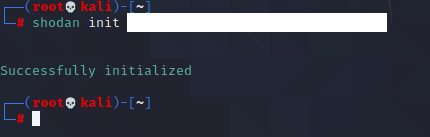 ┌──(root💀kali)-[~]
└─# shodan init
Successfully initialized
┌──(root💀kali)-[~]
└─#